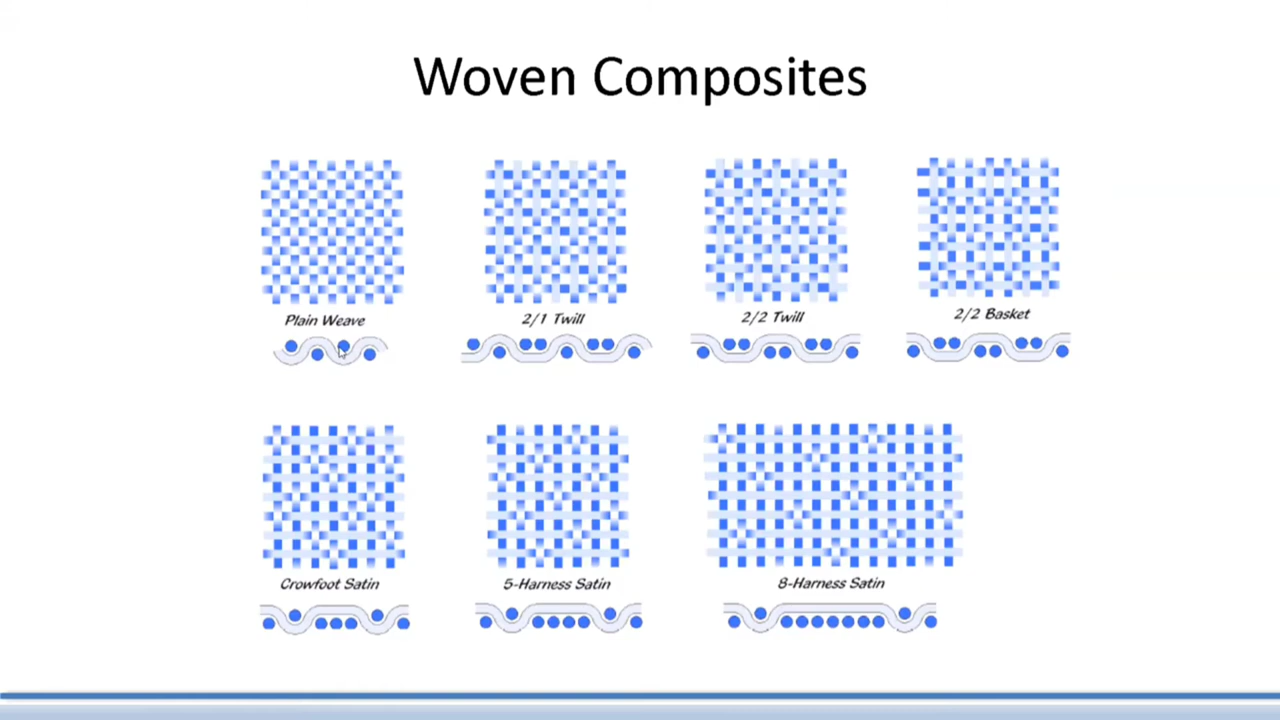 Woven Composites
Plain Weave
2/1 Twill
2/2 Twill
2/2 Basket
Crowfoot Satin
5-Harness Satin
8-Harness Satin